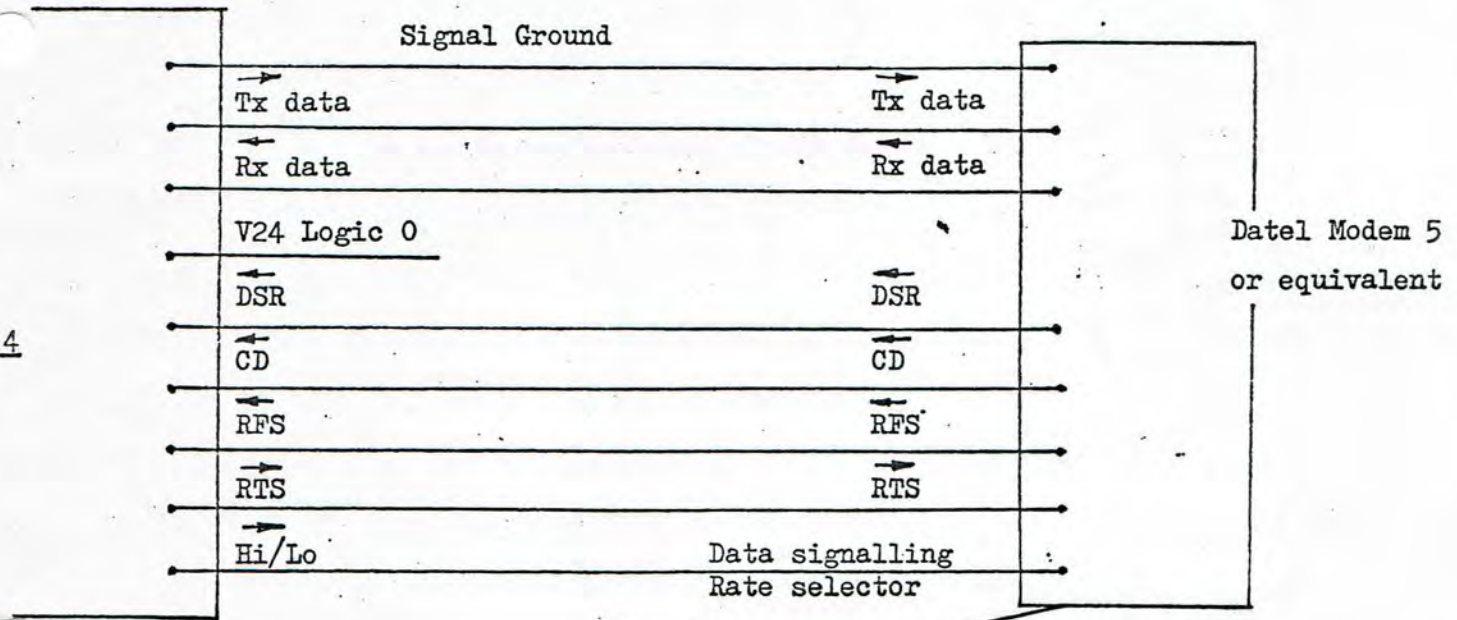 Signal Ground
Tx data Tx data
Rx data Rx data
V24 Logic 0
Datel Modem 5
or equivalent
DSR DSR
4
CD CD
RFS RFS
RTS RTS
Hi/Lo Data signalling
Rate selector